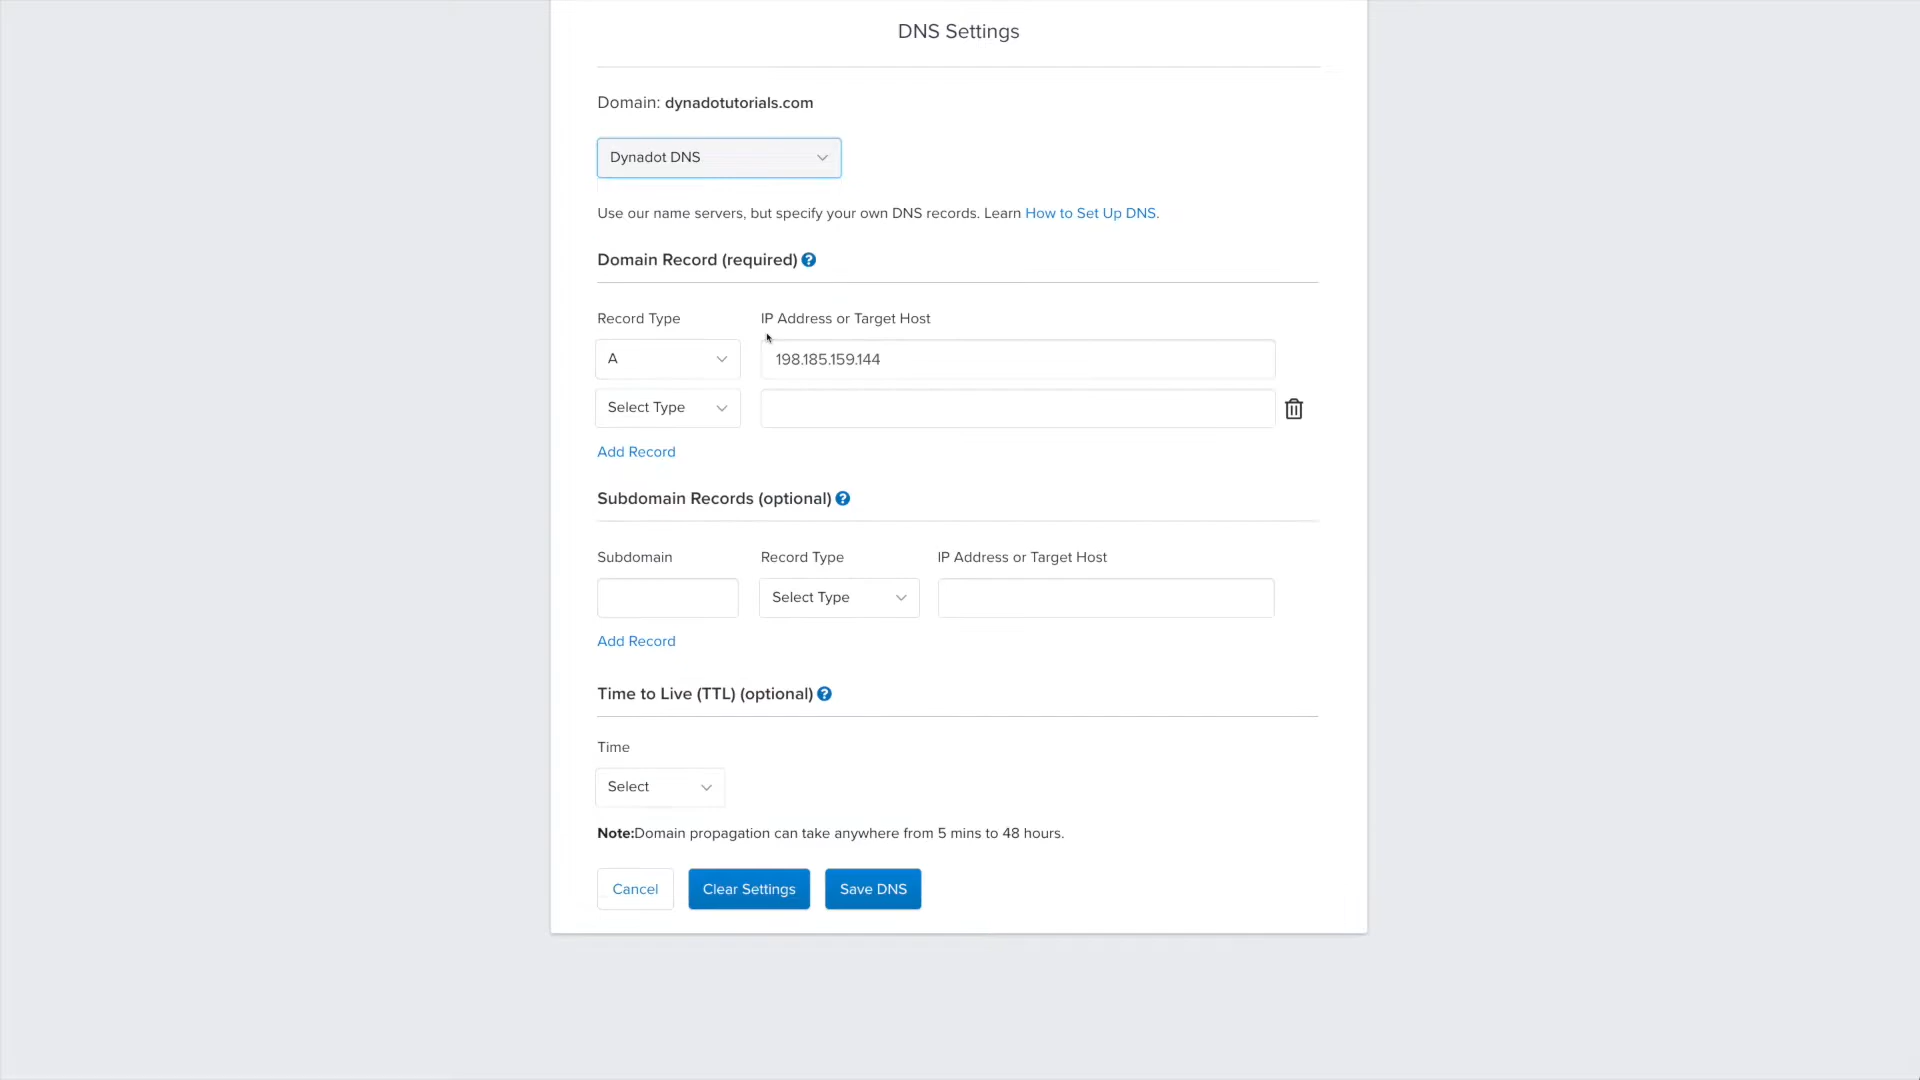 DNS Settings
Domain: dynadotutorials.com
Dynadot DNS
Use our name servers, but specify your own DNS records. Learn How to Set Up DNS.
Domain Record (required) ?
Record Type IP Address or Target Host
A 198.185.159.144
Select Type
Add Record
Subdomain Records (optional) ?
Subdomain Record Type IP Address or Target Host
Select Type
Add Record
Time to Live (TTL) (optional) ?
Time
Select
Note:Domain propagation can take anywhere from 5 mins to 48 hours.
Cancel Clear Settings Save DNS